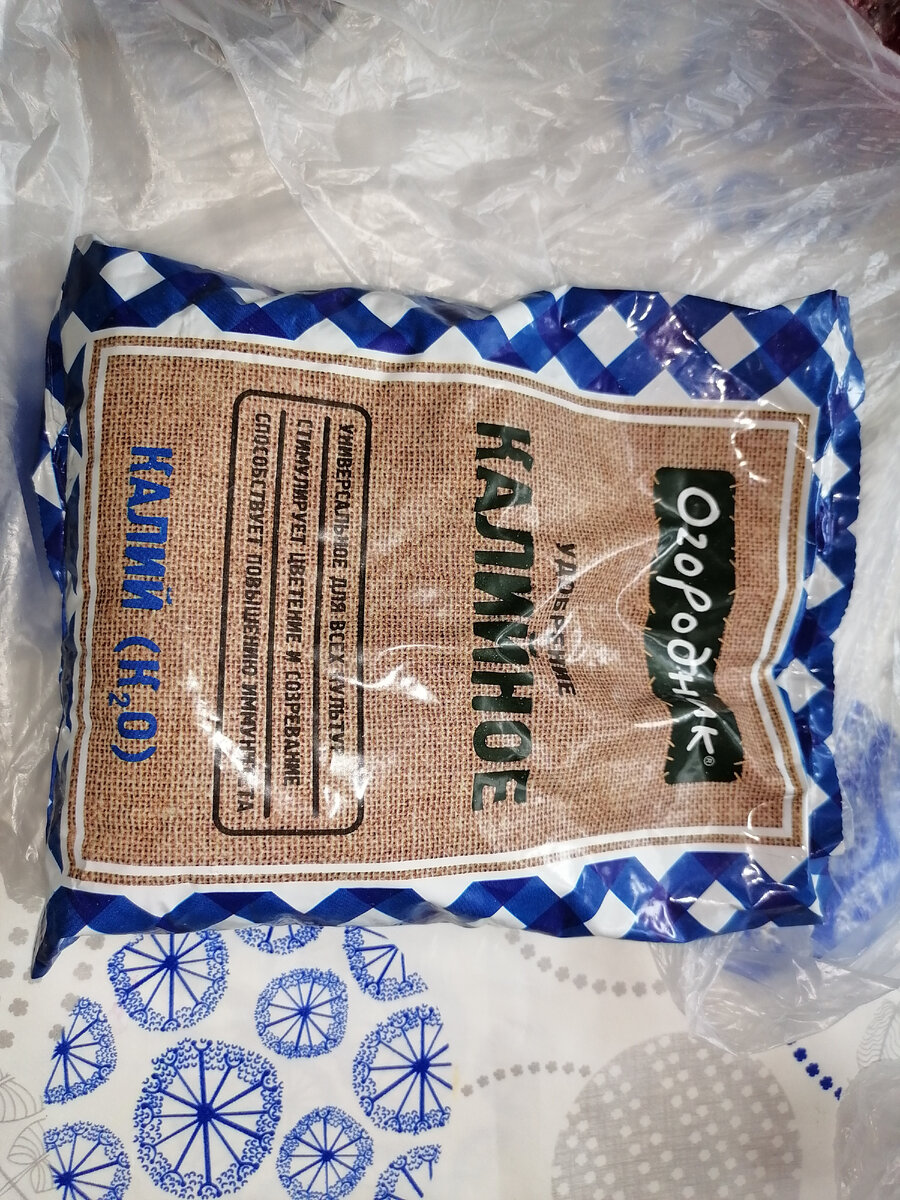 Огородник®
УДОБРЕНИЕ
КАЛИЙНОЕ
УНИВЕРСАЛЬНОЕ ДЛЯ ВСЕХ КУЛЬТУР
СТИМУЛИРУЕТ ЦВЕТЕНИЕ И СОЗРЕВАНИЕ
СПОСОБСТВУЕТ ПОВЫШЕНИЮ ИММУНИТЕТА
КАЛИЙ (K₂O)